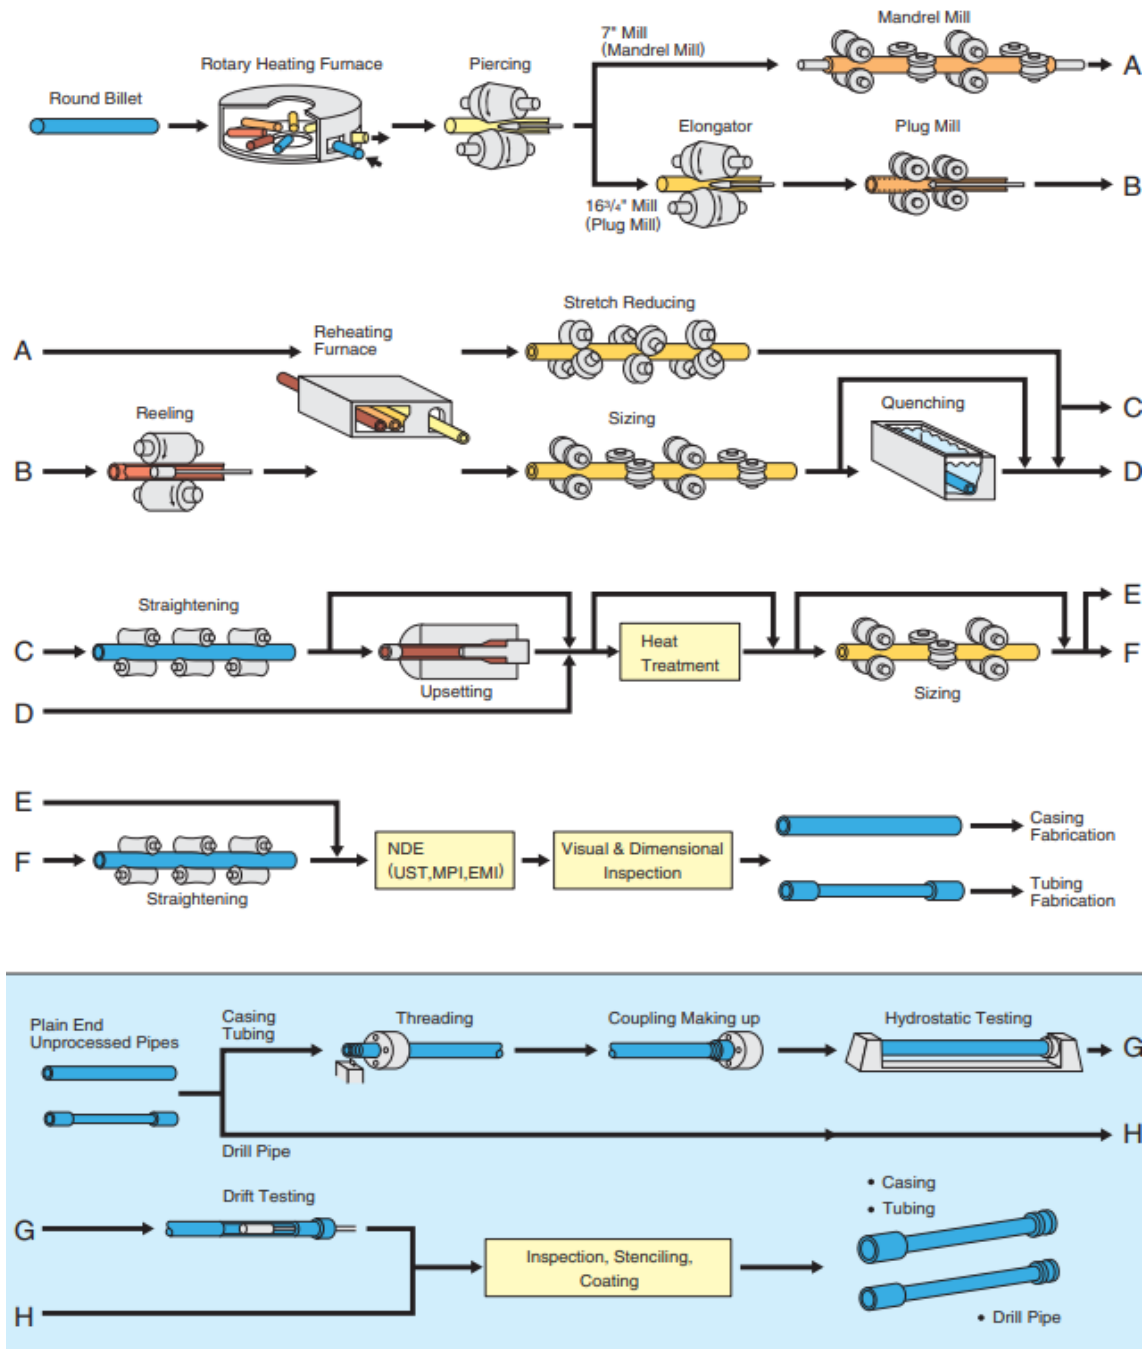 Mandrel Mill
7" Mill
(Mandrel Mill)
Rotary Heating Furnace
Piercing
A
Round Billet
Elongator
Plug Mill
B
16 3/4" Mill
(Plug Mill)
Stretch Reducing
A
Reheating
Furnace
Quenching
C
Reeling
Sizing
B
D
E
Straightening
C
Heat
Treatment
F
Upsetting
Sizing
D
E
Casing
Fabrication
NDE
(UST,MPI,EMI)
Visual & Dimensional
Inspection
F
Straightening
Tubing
Fabrication
Plain End
Unprocessed Pipes
Casing
Tubing
Threading
Coupling Making up
Hydrostatic Testing
G
H
Drill Pipe
• Casing
• Tubing
Drift Testing
G
Inspection, Stenciling,
Coating
H
• Drill Pipe